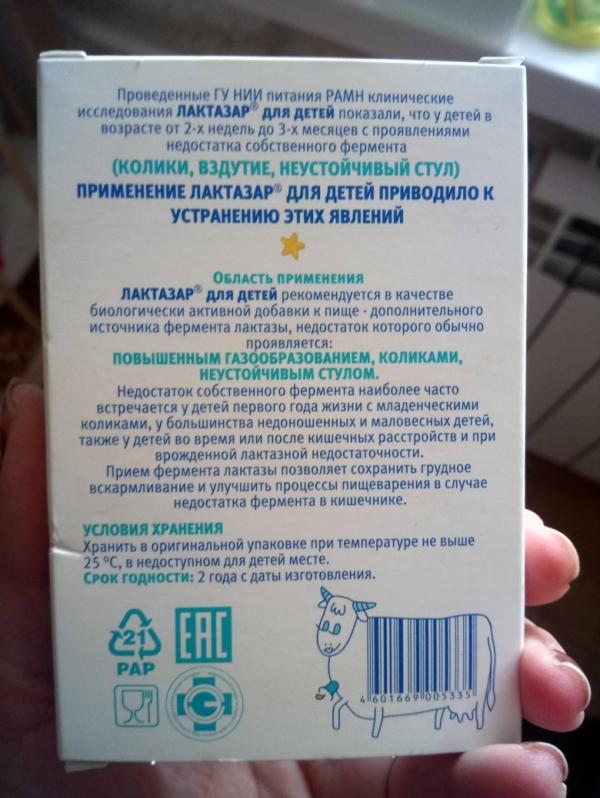 Проведенные ГУ НИИ питания РАМН клинические
исследования ЛАКТАЗАР® ДЛЯ ДЕТЕЙ показали, что у детей в
возрасте от 2-х недель до 3-х месяцев с проявлениями
недостатка собственного фермента
(КОЛИКИ, ВЗДУТИЕ, НЕУСТОЙЧИВЫЙ СТУЛ)
ПРИМЕНЕНИЕ ЛАКТАЗАР® ДЛЯ ДЕТЕЙ ПРИВОДИЛО К
УСТРАНЕНИЮ ЭТИХ ЯВЛЕНИЙ
ОБЛАСТЬ ПРИМЕНЕНИЯ
ЛАКТАЗАР® ДЛЯ ДЕТЕЙ рекомендуется в качестве
биологически активной добавки к пище - дополнительного
источника фермента лактазы, недостаток которого обычно
проявляется:
ПОВЫШЕННЫМ ГАЗООБРАЗОВАНИЕМ, КОЛИКАМИ,
НЕУСТОЙЧИВЫМ СТУЛОМ.
Недостаток собственного фермента наиболее часто
встречается у детей первого года жизни с младенческими
коликами, у большинства недоношенных и маловесных детей,
также у детей во время или после кишечных расстройств и при
врожденной лактазной недостаточности.
Прием фермента лактазы позволяет сохранить грудное
вскармливание и улучшить процессы пищеварения в случае
недостатка фермента в кишечнике.
УСЛОВИЯ ХРАНЕНИЯ
Хранить в оригинальной упаковке при температуре не выше
25 °С, в недоступном для детей месте.
СРОК ГОДНОСТИ: 2 года с даты изготовления.
21
PAP
EAC
4 601669 005335